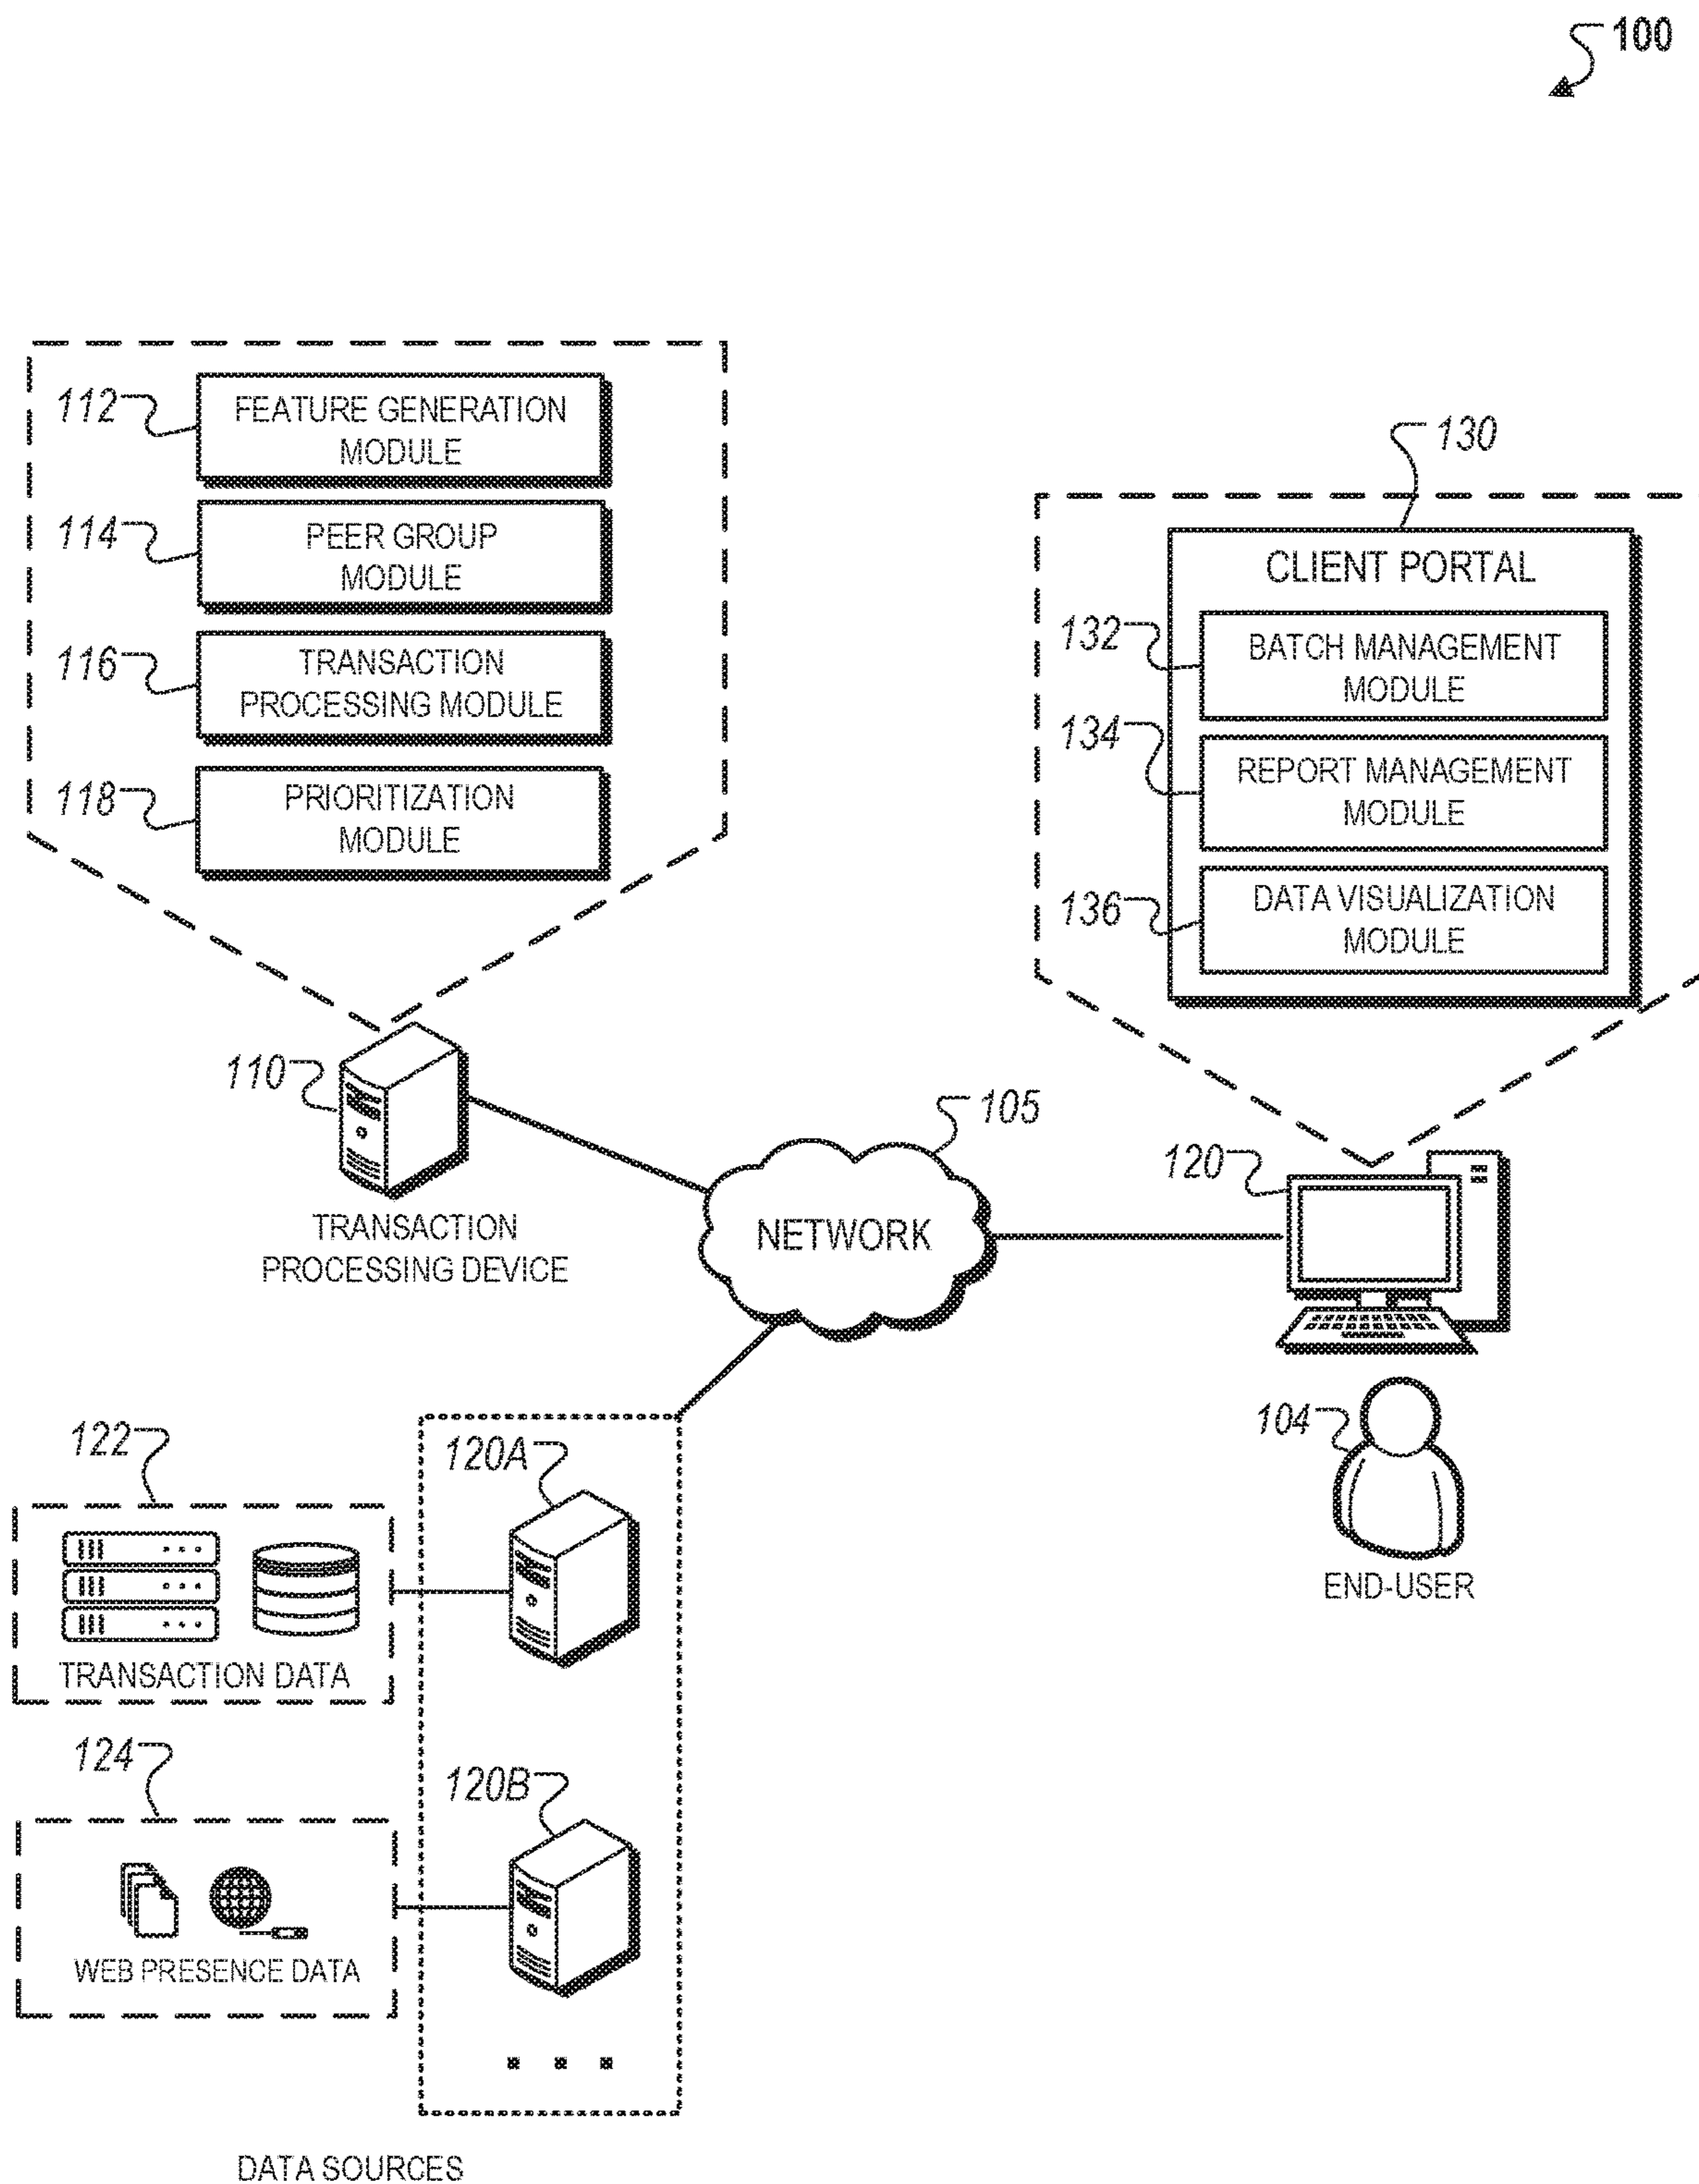 100
112
FEATURE GENERATION
MODULE
114
PEER GROUP
MODULE
116
TRANSACTION
PROCESSING MODULE
118
PRIORITIZATION
MODULE
130
CLIENT PORTAL
132
BATCH MANAGEMENT
MODULE
134
REPORT MANAGEMENT
MODULE
136
DATA VISUALIZATION
MODULE
110
TRANSACTION
PROCESSING DEVICE
105
NETWORK
120
104
END-USER
122
TRANSACTION DATA
120A
124
WEB PRESENCE DATA
120B
DATA SOURCES